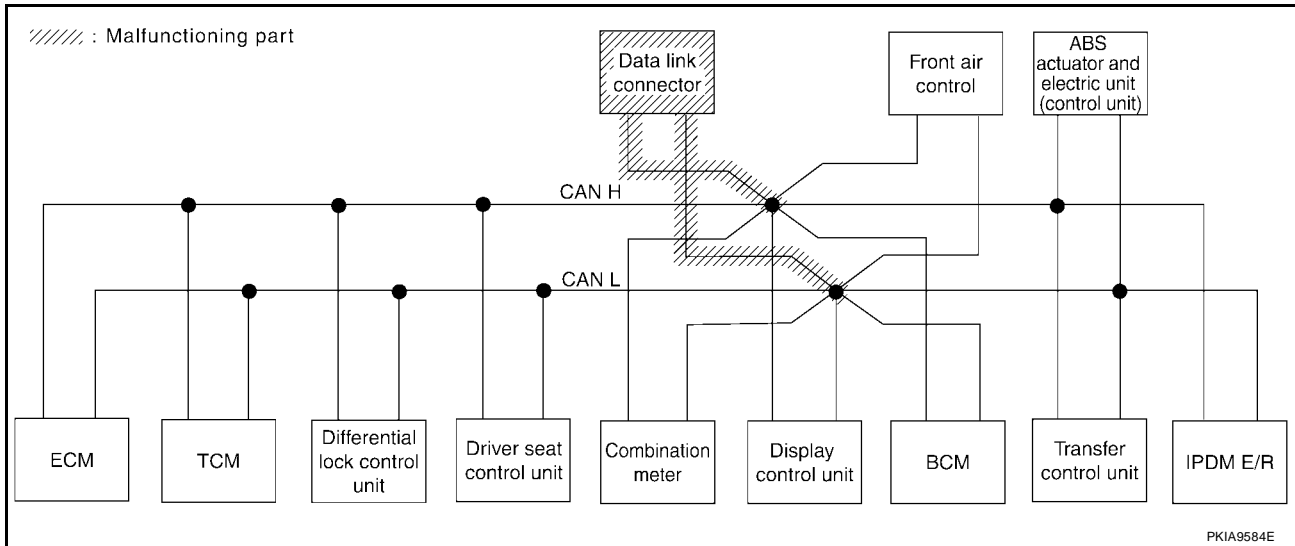 : Malfunctioning part
Data link
connector
Front air
control
ABS
actuator and
electric unit
(control unit)
CAN H
CAN L
ECM
TCM
Differential
lock control
unit
Driver seat
control unit
Combination
meter
Display
control unit
BCM
Transfer
control unit
IPDM E/R
PKIA9584E